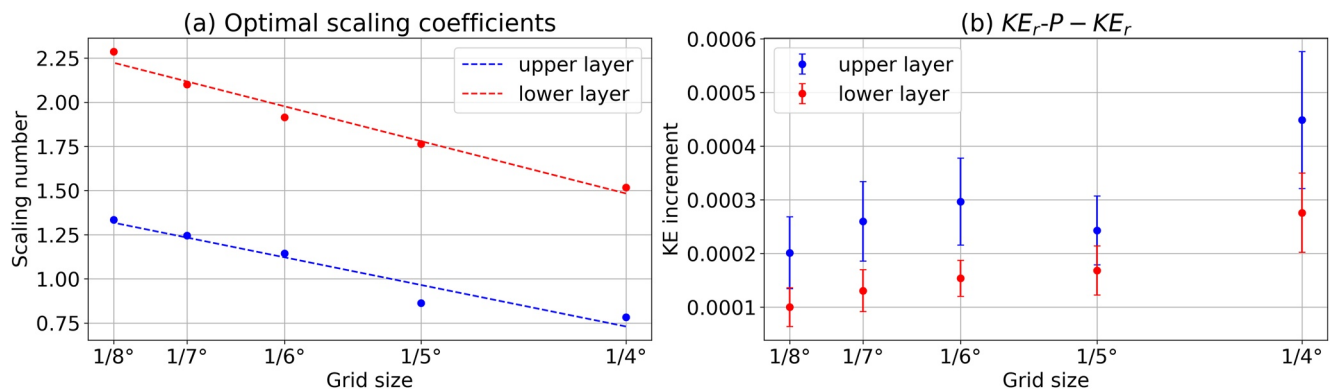 (a) Optimal scaling coefficients
Scaling number
2.25
2.00
1.75
1.50
1.25
1.00
0.75
upper layer
lower layer
1/8° 1/7° 1/6° 1/5° 1/4°
Grid size
(b) KEᵣ-P − KEᵣ
KE increment
0.0006
0.0005
0.0004
0.0003
0.0002
0.0001
upper layer
lower layer
1/8° 1/7° 1/6° 1/5° 1/4°
Grid size